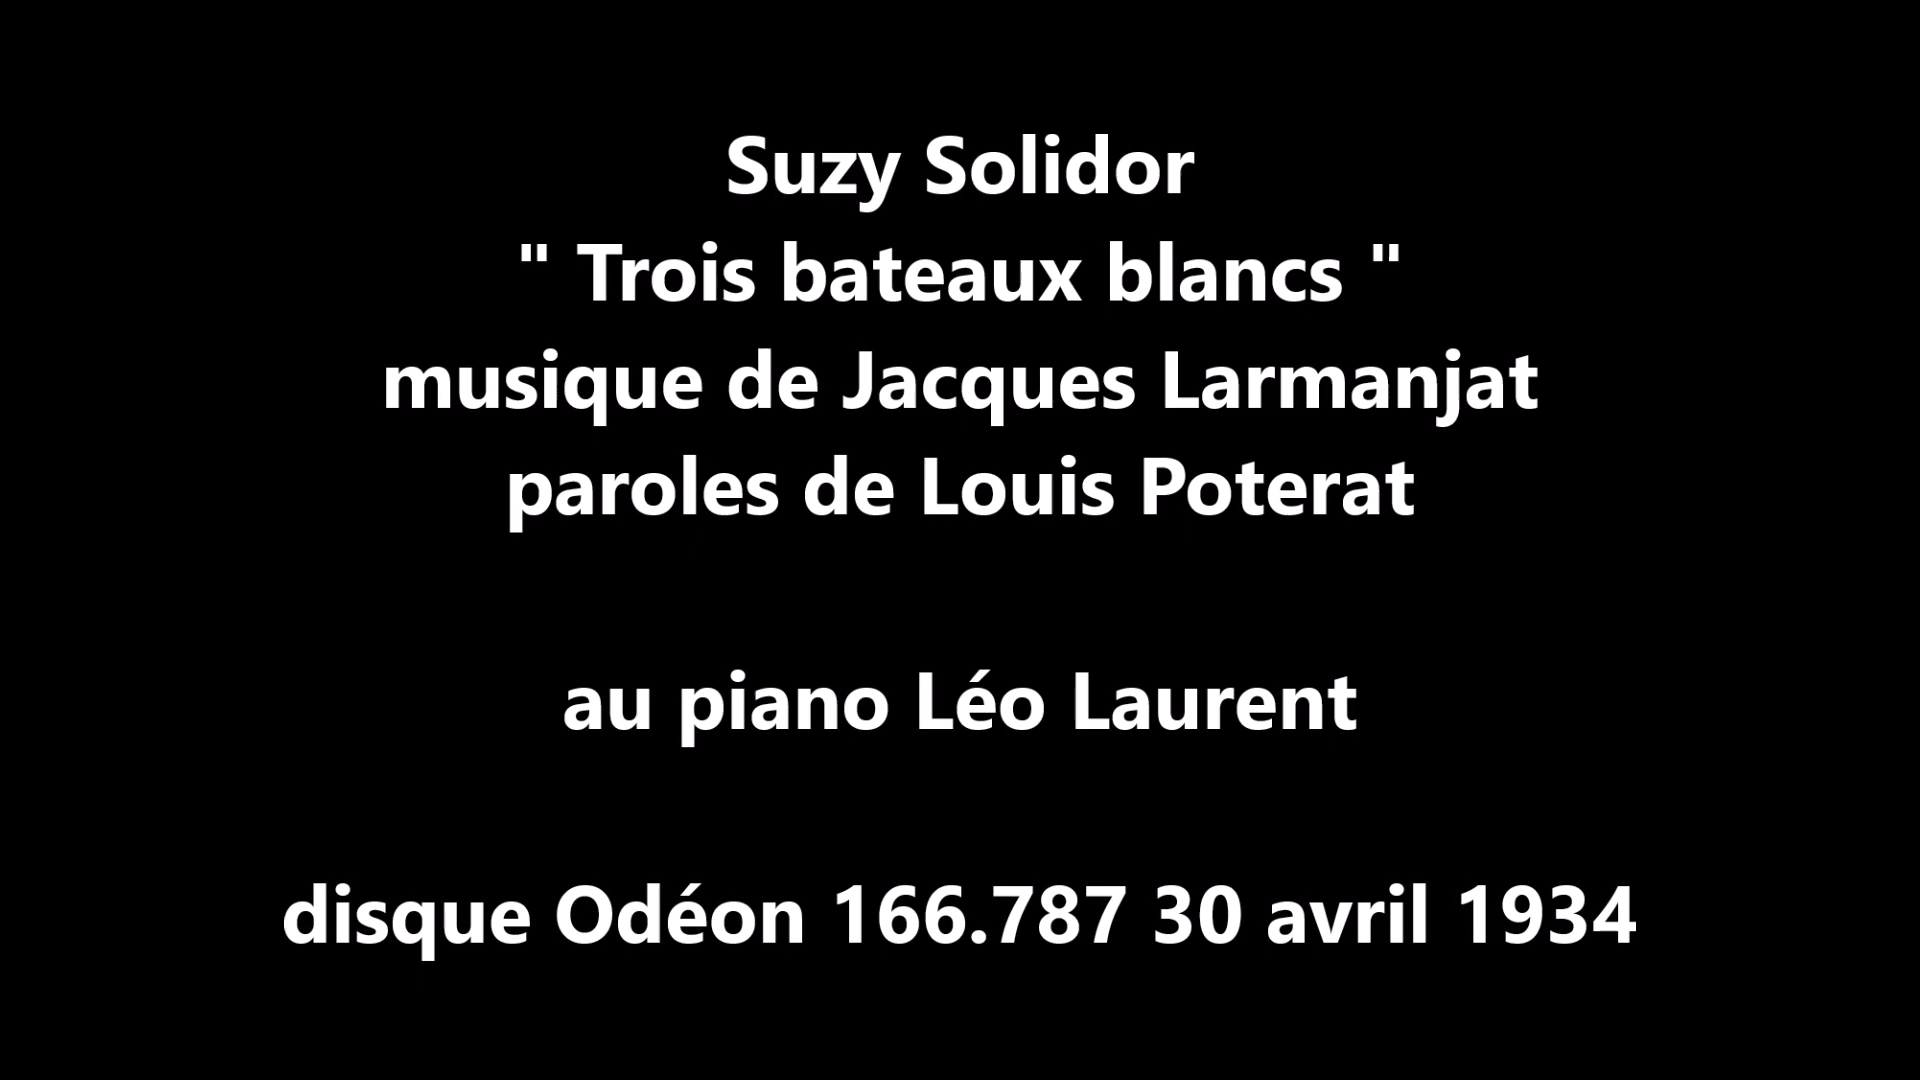 Suzy Solidor
" Trois bateaux blancs "
musique de Jacques Larmanjat
paroles de Louis Poterat
au piano Léo Laurent
disque Odéon 166.787 30 avril 1934